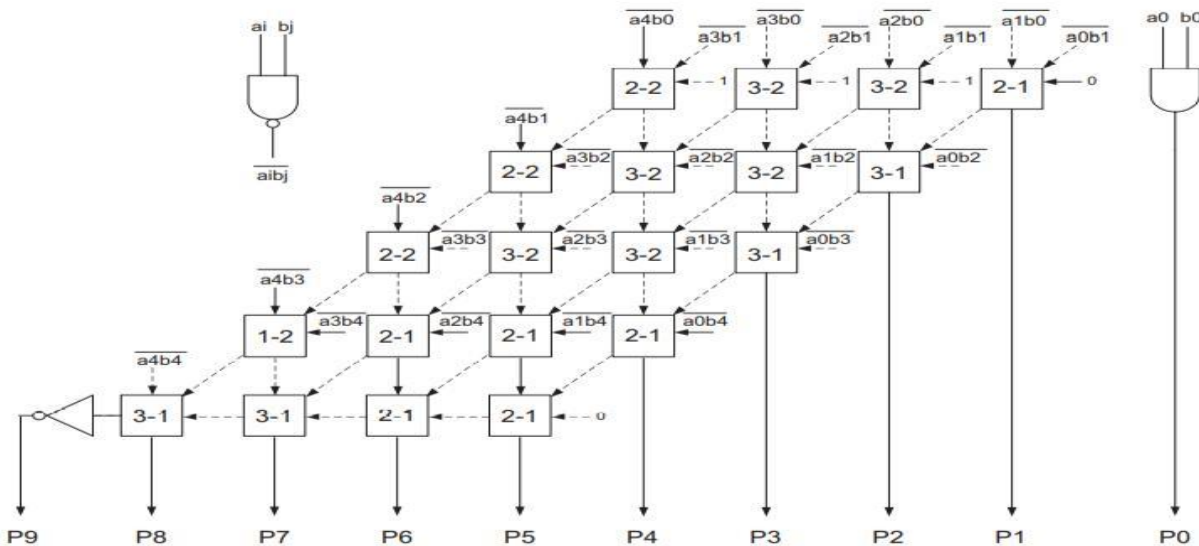 a4b0 a3b0 a2b0 a1b0
ai bj a3b1 a2b1 a1b1 a0b1 a0 b0
2-2 1 3-2 1 3-2 1 2-1 0
a4b1
aibj
2-2 a3b2 3-2 a2b2 3-2 a1b2 3-1 a0b2
a4b2
2-2 a3b3 3-2 a2b3 3-2 a1b3 3-1 a0b3
a4b3
1-2 a3b4 2-1 a2b4 2-1 a1b4 2-1 a0b4
a4b4
3-1 3-1 2-1 2-1 0
P9 P8 P7 P6 P5 P4 P3 P2 P1 P0